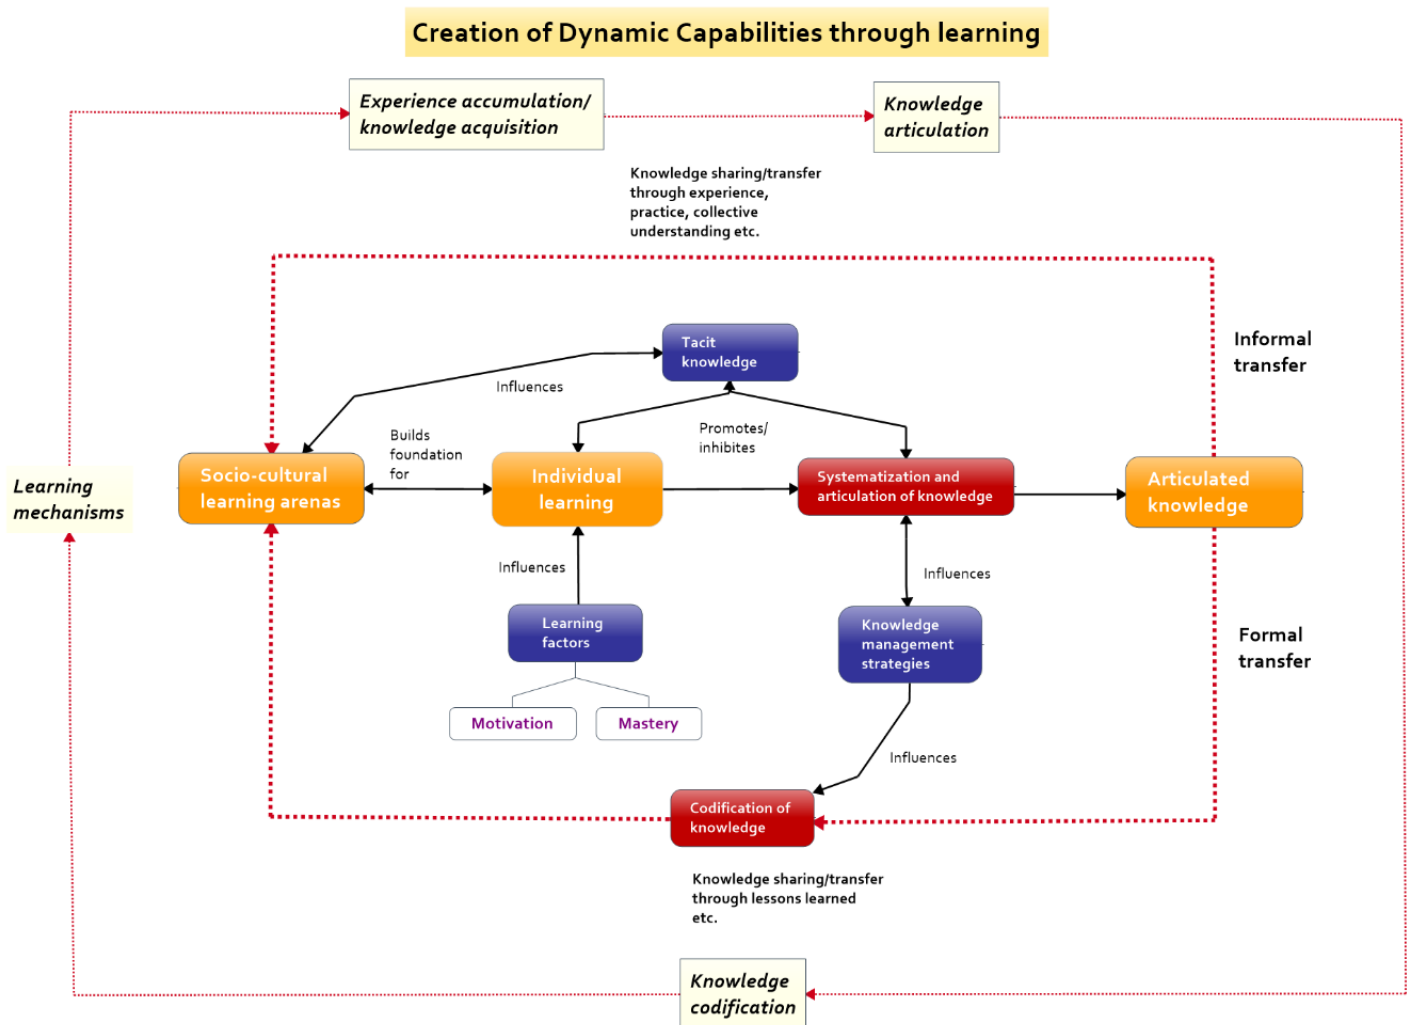 Creation of Dynamic Capabilities through learning
Experience accumulation/
knowledge acquisition
Knowledge
articulation
Knowledge sharing/transfer
through experience,
practice, collective
understanding etc.
Tacit
knowledge
Informal
transfer
Influences
Builds
foundation
for
Promotes/
inhibites
Socio-cultural
learning arenas
Individual
learning
Systematization and
articulation of knowledge
Articulated
knowledge
Learning
mechanisms
Influences
Influences
Learning
factors
Knowledge
management
strategies
Formal
transfer
Motivation
Mastery
Influences
Codification of
knowledge
Knowledge sharing/transfer
through lessons learned
etc.
Knowledge
codification